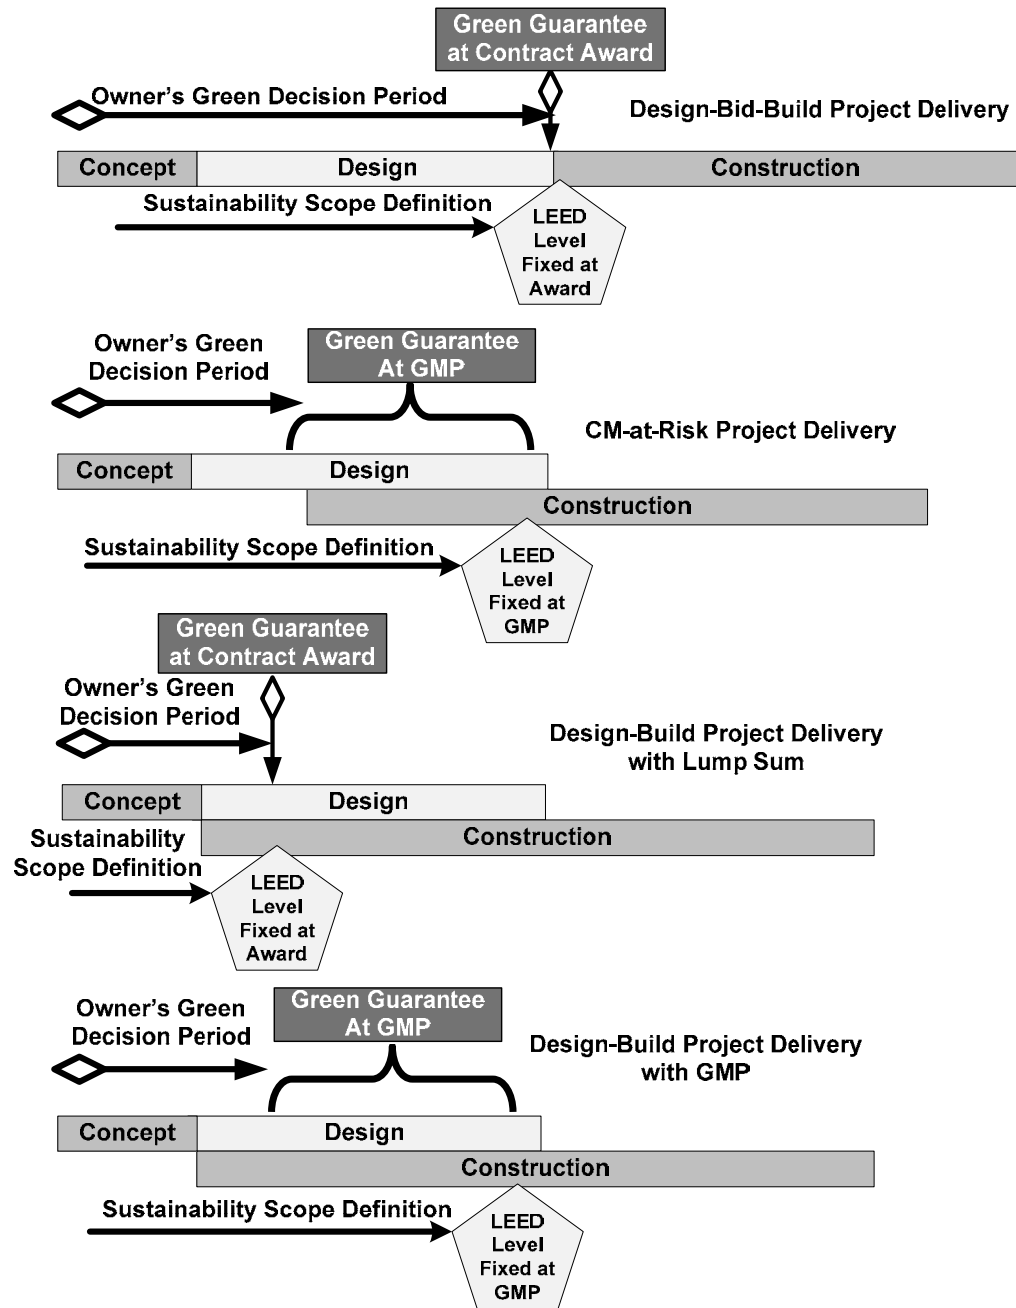 Green Guarantee
at Contract Award
Owner's Green Decision Period
Design-Bid-Build Project Delivery
Concept
Design
Construction
Sustainability Scope Definition
LEED
Level
Fixed at
Award
Owner's Green
Decision Period
Green Guarantee
At GMP
CM-at-Risk Project Delivery
Concept
Design
Construction
Sustainability Scope Definition
LEED
Level
Fixed at
GMP
Green Guarantee
at Contract Award
Owner's Green
Decision Period
Design-Build Project Delivery
with Lump Sum
Concept
Design
Construction
Sustainability
Scope Definition
LEED
Level
Fixed at
Award
Owner's Green
Decision Period
Green Guarantee
At GMP
Design-Build Project Delivery
with GMP
Concept
Design
Construction
Sustainability Scope Definition
LEED
Level
Fixed at
GMP